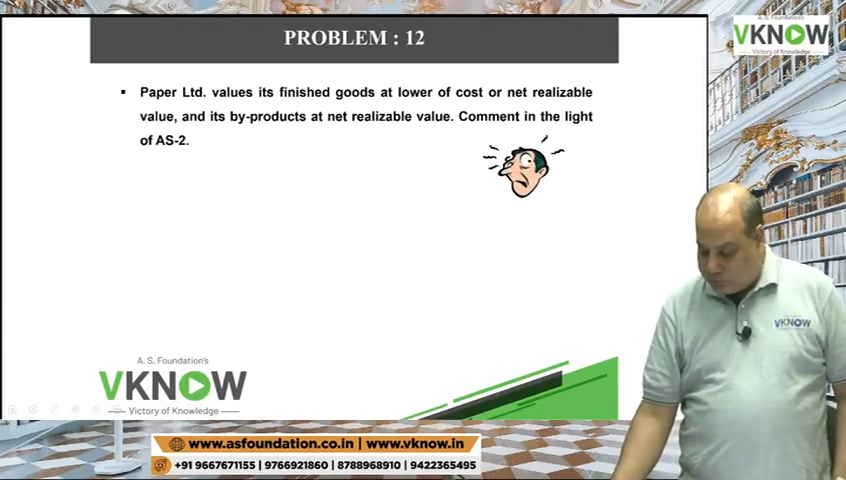 PROBLEM : 12
A. S. Foundation's
VKNOW
Victory of Knowledge
▪ Paper Ltd. values its finished goods at lower of cost or net realizable
value, and its by-products at net realizable value. Comment in the light
of AS-2.
VKNOW
A. S. Foundation's
VKNOW
Victory of Knowledge
www.asfoundation.co.in | www.vknow.in
+91 9667671155 | 9766921860 | 8788968910 | 9422365495